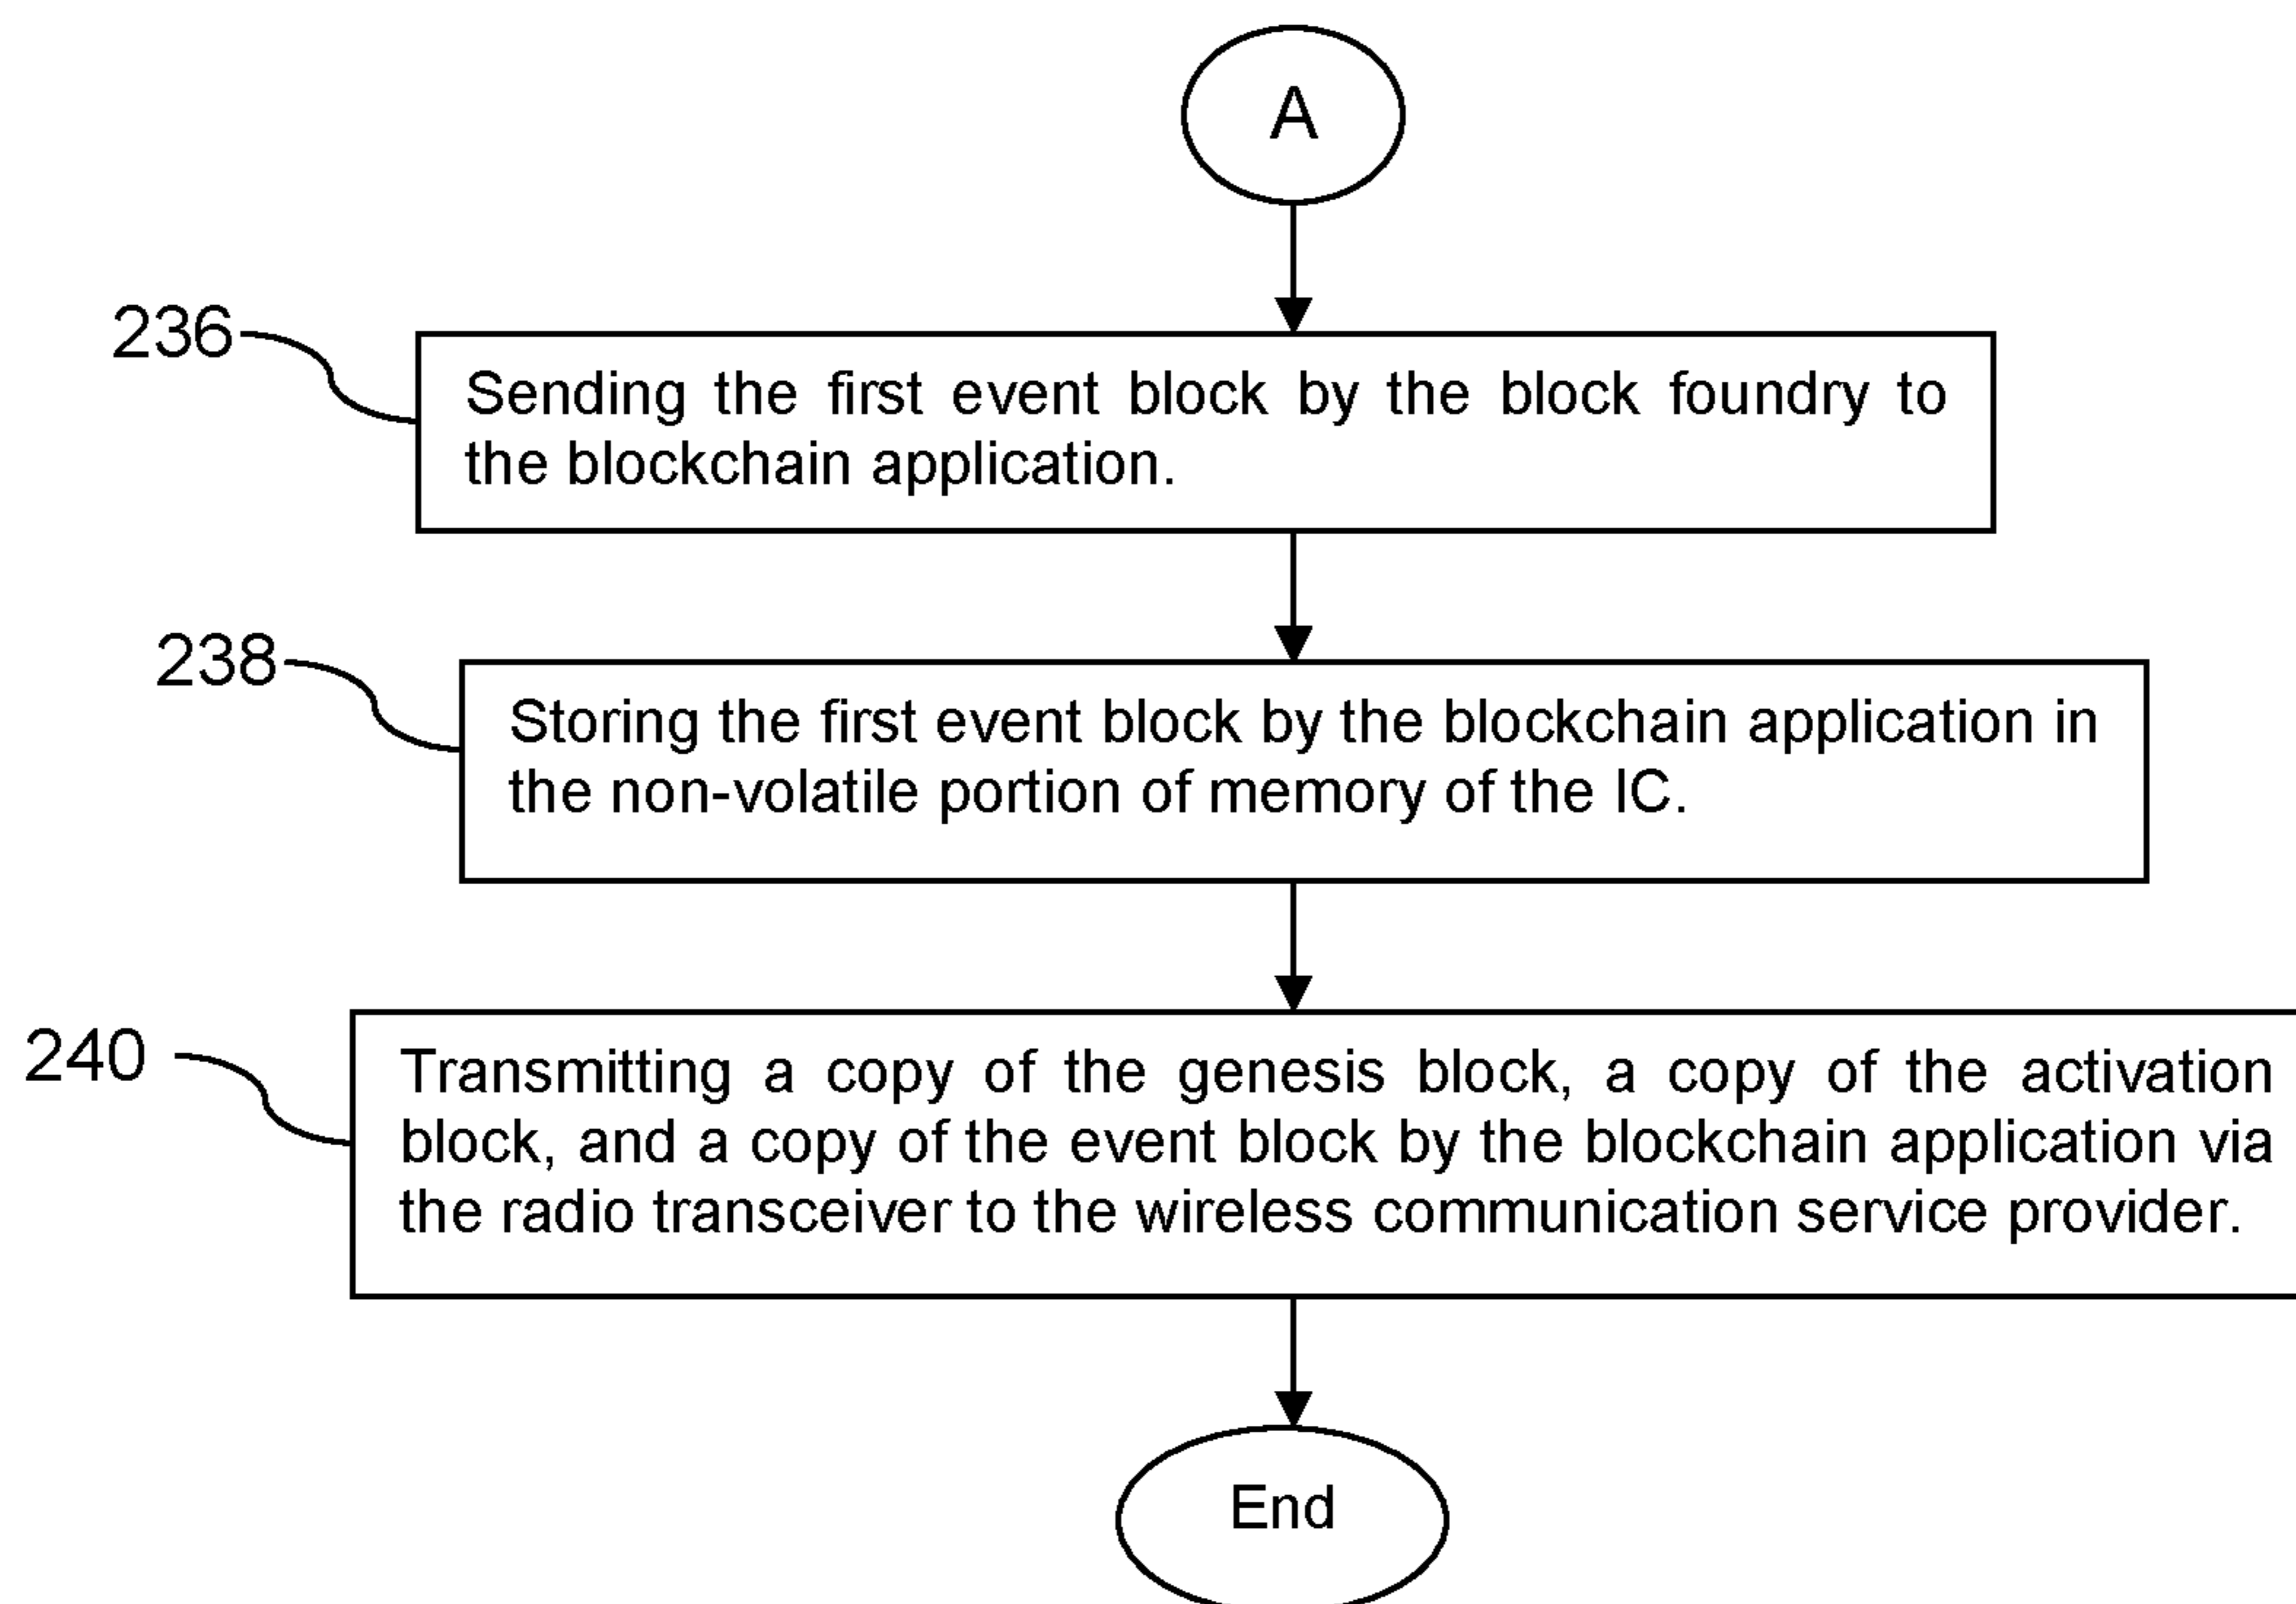 A
236
Sending the first event block by the block foundry to
the blockchain application.
238
Storing the first event block by the blockchain application in
the non-volatile portion of memory of the IC.
240
Transmitting a copy of the genesis block, a copy of the activation
block, and a copy of the event block by the blockchain application via
the radio transceiver to the wireless communication service provider.
End